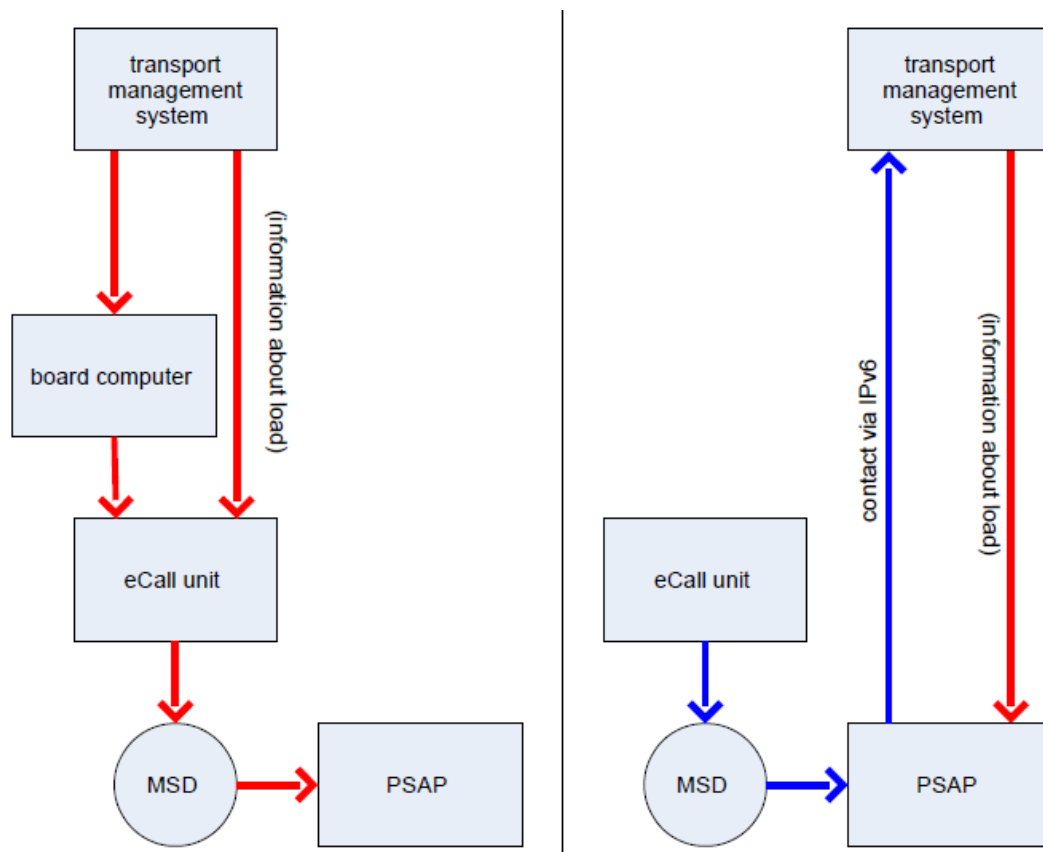 transport
management
system
(information about load)
board computer
eCall unit
MSD
PSAP
transport
management
system
contact via IPv6
(information about load)
eCall unit
MSD
PSAP